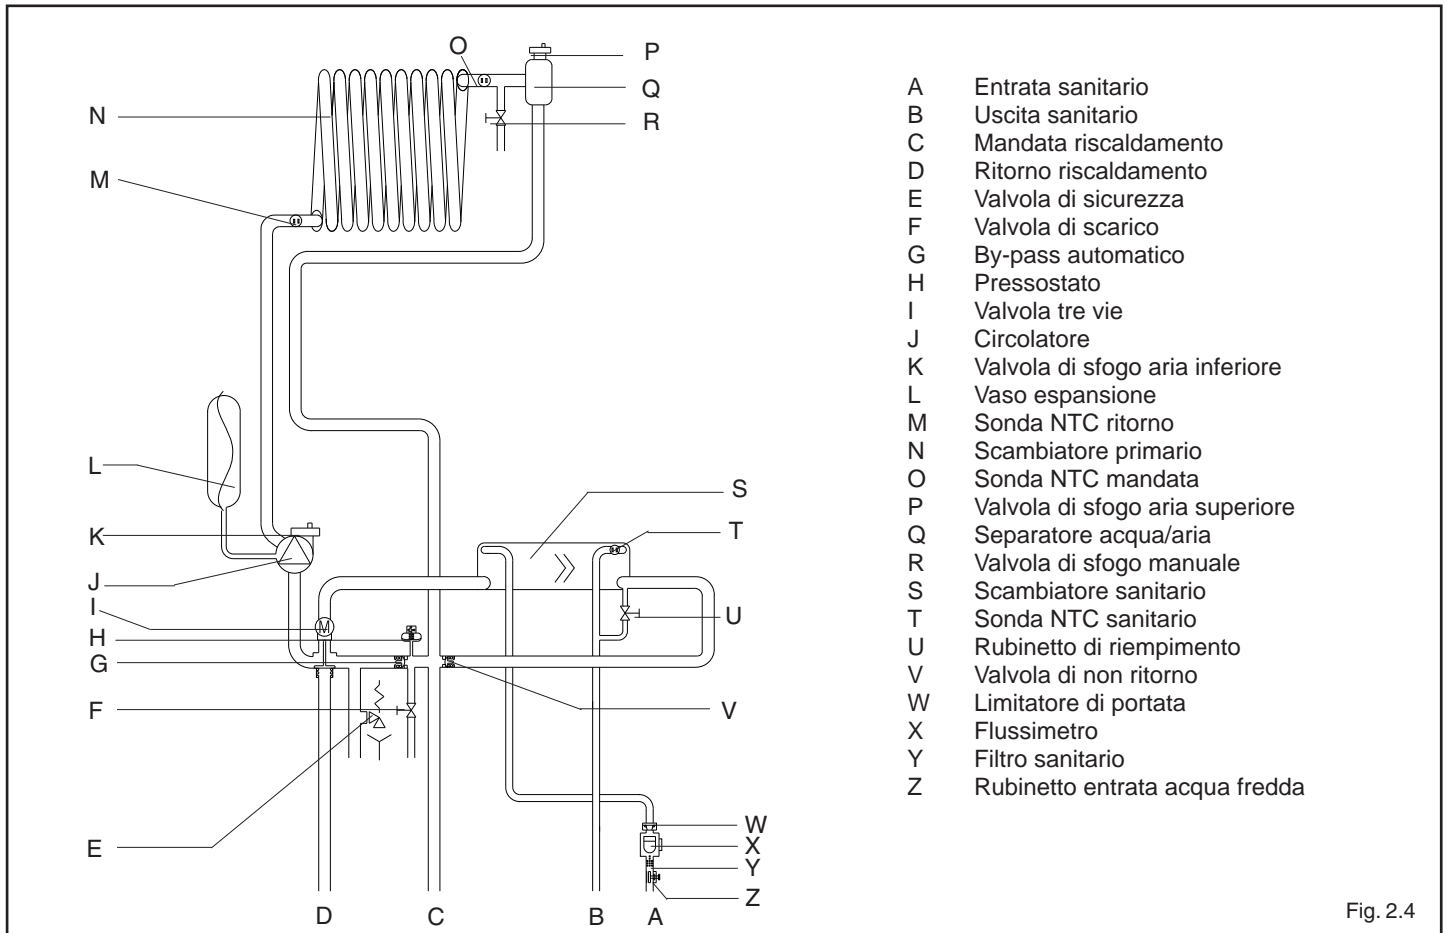 O
P
Q
N
R
M
L
S
K
T
J
I
H
U
G
F
V
E
W
X
Y
Z
D
C
B
A
A Entrata sanitario
B Uscita sanitario
C Mandata riscaldamento
D Ritorno riscaldamento
E Valvola di sicurezza
F Valvola di scarico
G By-pass automatico
H Pressostato
I Valvola tre vie
J Circolatore
K Valvola di sfogo aria inferiore
L Vaso espansione
M Sonda NTC ritorno
N Scambiatore primario
O Sonda NTC mandata
P Valvola di sfogo aria superiore
Q Separatore acqua/aria
R Valvola di sfogo manuale
S Scambiatore sanitario
T Sonda NTC sanitario
U Rubinetto di riempimento
V Valvola di non ritorno
W Limitatore di portata
X Flussimetro
Y Filtro sanitario
Z Rubinetto entrata acqua fredda
M
Fig. 2.4